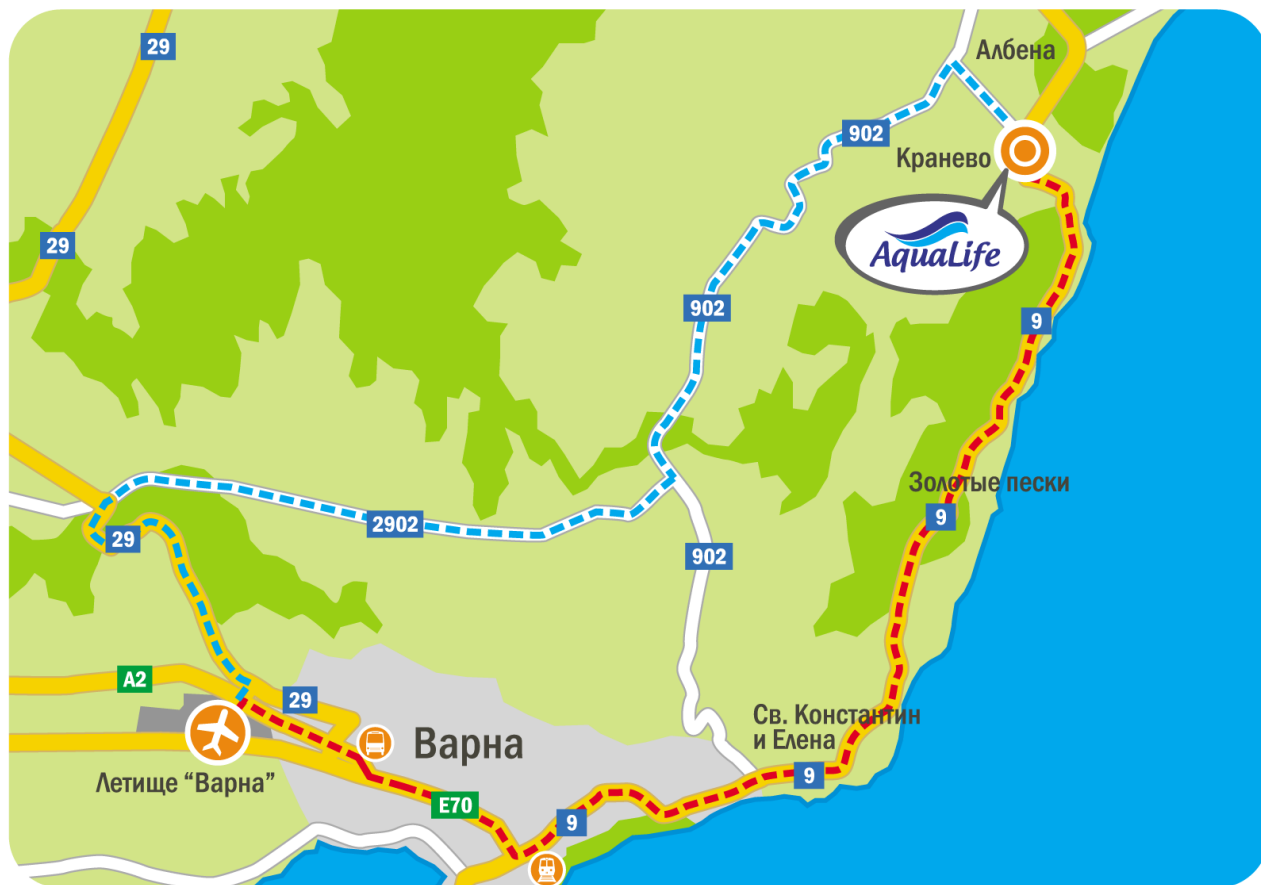 29
Албена
902
Кранево
29
AquaLife
902
9
Золотые пески
9
2902
29
902
A2
29
Св. Константин
и Елена
Варна
Летище "Варна"
9
E70
9